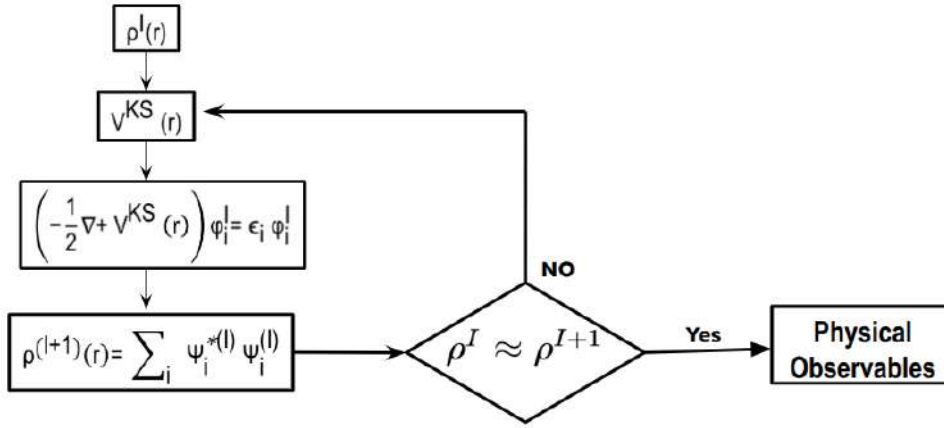 ρ^I(r)
V^KS (r)
(-1/2 ∇+ V^KS (r)) φ_i^I = ϵ_i φ_i^I
NO
ρ^(I+1)(r)= ∑_i ψ_i^*(I) ψ_i^(I)
ρ^I ≈ ρ^{I+1}
Yes
Physical
Observables